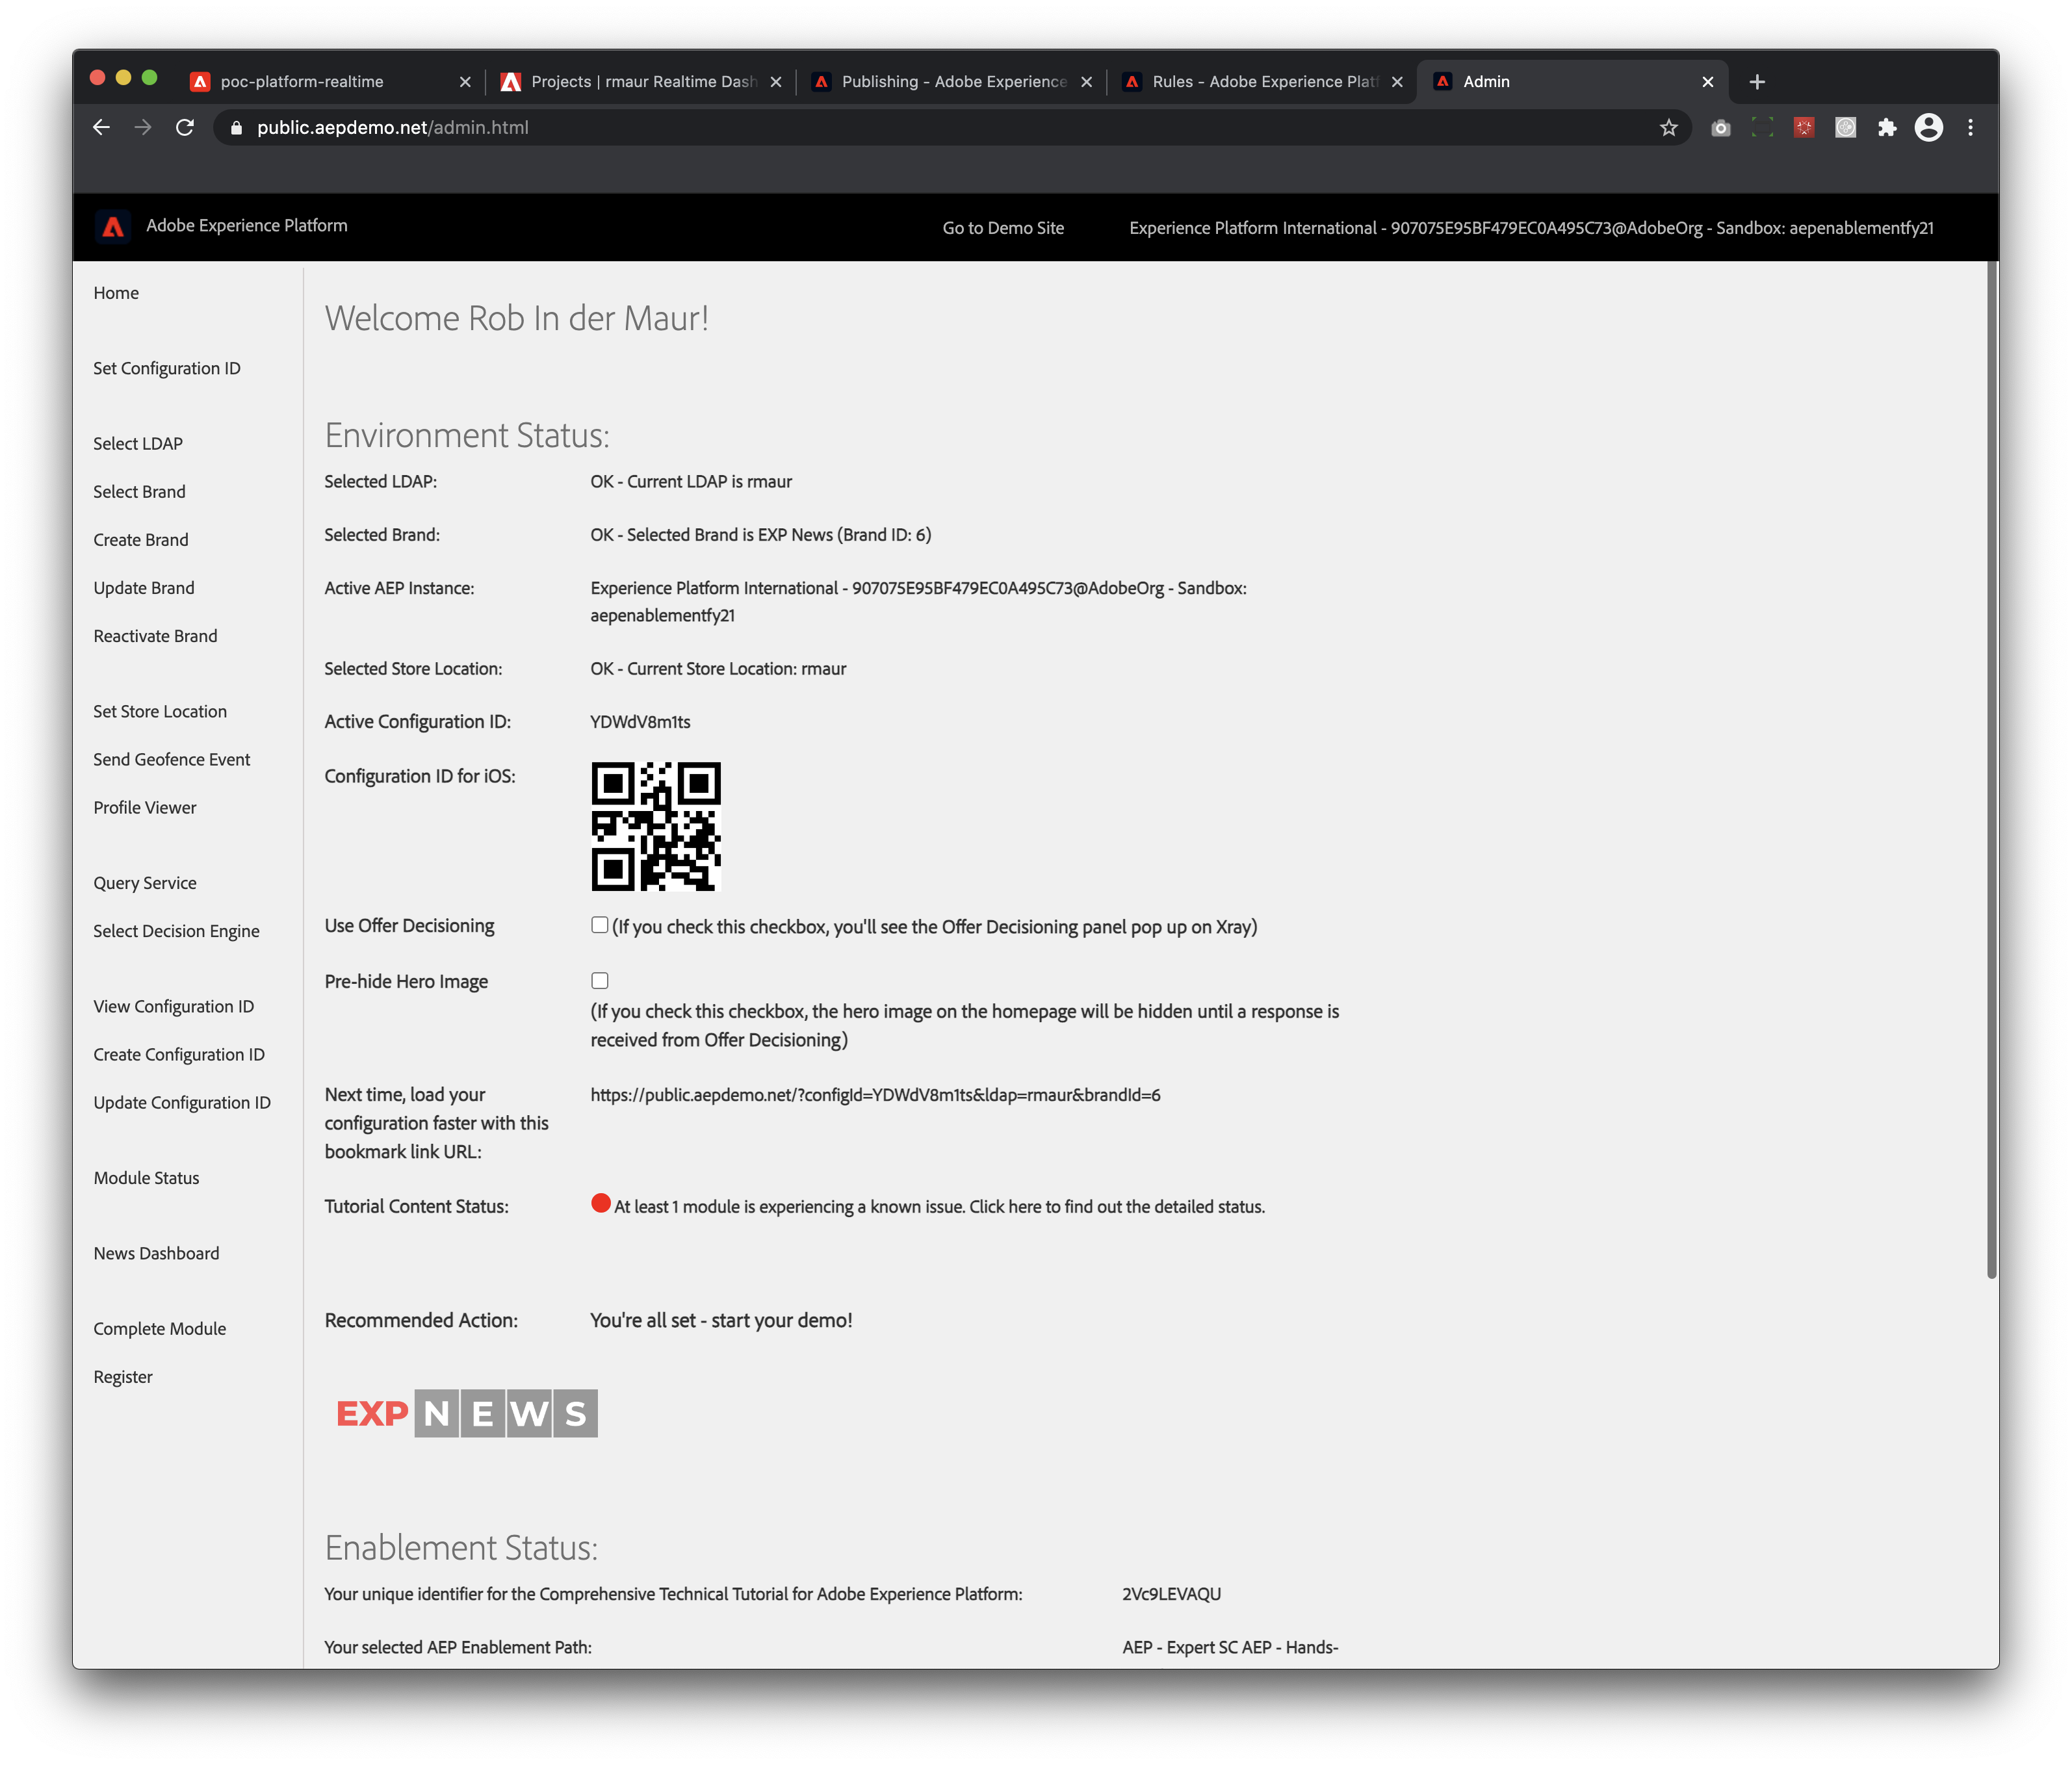 poc-platform-realtime
Projects | rmaur Realtime Dash
Publishing - Adobe Experience
Rules - Adobe Experience Platf
Admin
public.aepdemo.net/admin.html
Adobe Experience Platform
Go to Demo Site
Experience Platform International - 907075E95BF479EC0A495C73@AdobeOrg - Sandbox: aepenablementfy21
Home
Set Configuration ID
Select LDAP
Select Brand
Create Brand
Update Brand
Reactivate Brand
Set Store Location
Send Geofence Event
Profile Viewer
Query Service
Select Decision Engine
View Configuration ID
Create Configuration ID
Update Configuration ID
Module Status
News Dashboard
Complete Module
Register
Welcome Rob In der Maur!
Environment Status:
Selected LDAP:
OK - Current LDAP is rmaur
Selected Brand:
OK - Selected Brand is EXP News (Brand ID: 6)
Active AEP Instance:
Experience Platform International - 907075E95BF479EC0A495C73@AdobeOrg - Sandbox:
aepenablementfy21
Selected Store Location:
OK - Current Store Location: rmaur
Active Configuration ID:
YDWdV8m1ts
Configuration ID for iOS:
Use Offer Decisioning
(If you check this checkbox, you'll see the Offer Decisioning panel pop up on Xray)
Pre-hide Hero Image
(If you check this checkbox, the hero image on the homepage will be hidden until a response is
received from Offer Decisioning)
Next time, load your
configuration faster with this
bookmark link URL:
https://public.aepdemo.net/?configId=YDWdV8m1ts&ldap=rmaur&brandId=6
Tutorial Content Status:
At least 1 module is experiencing a known issue. Click here to find out the detailed status.
Recommended Action:
You're all set - start your demo!
EXP NEWS
Enablement Status:
Your unique identifier for the Comprehensive Technical Tutorial for Adobe Experience Platform:
2Vc9LEVAQU
Your selected AEP Enablement Path:
AEP - Expert SC AEP - Hands-